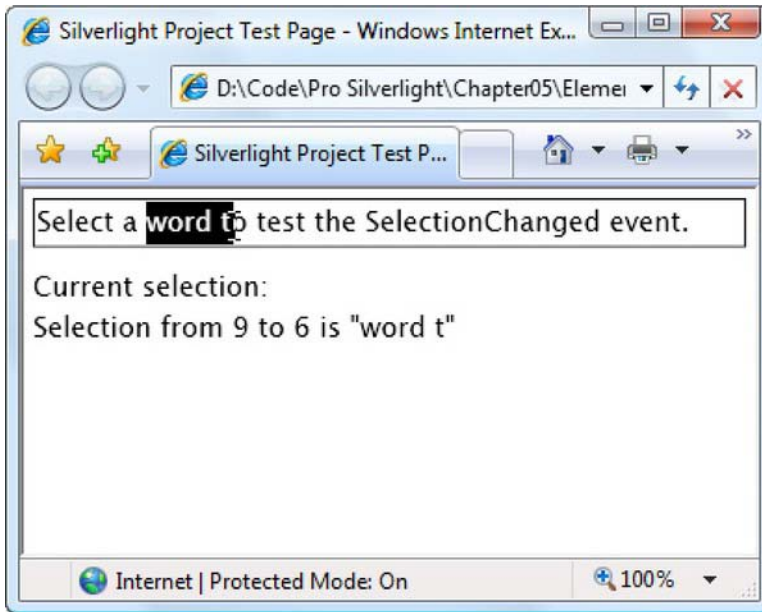 Silverlight Project Test Page - Windows Internet Ex...
D:\Code\Pro Silverlight\Chapter05\Elemei
Silverlight Project Test P...
Select a word to test the SelectionChanged event.
Current selection:
Selection from 9 to 6 is "word t"
Internet | Protected Mode: On
100%